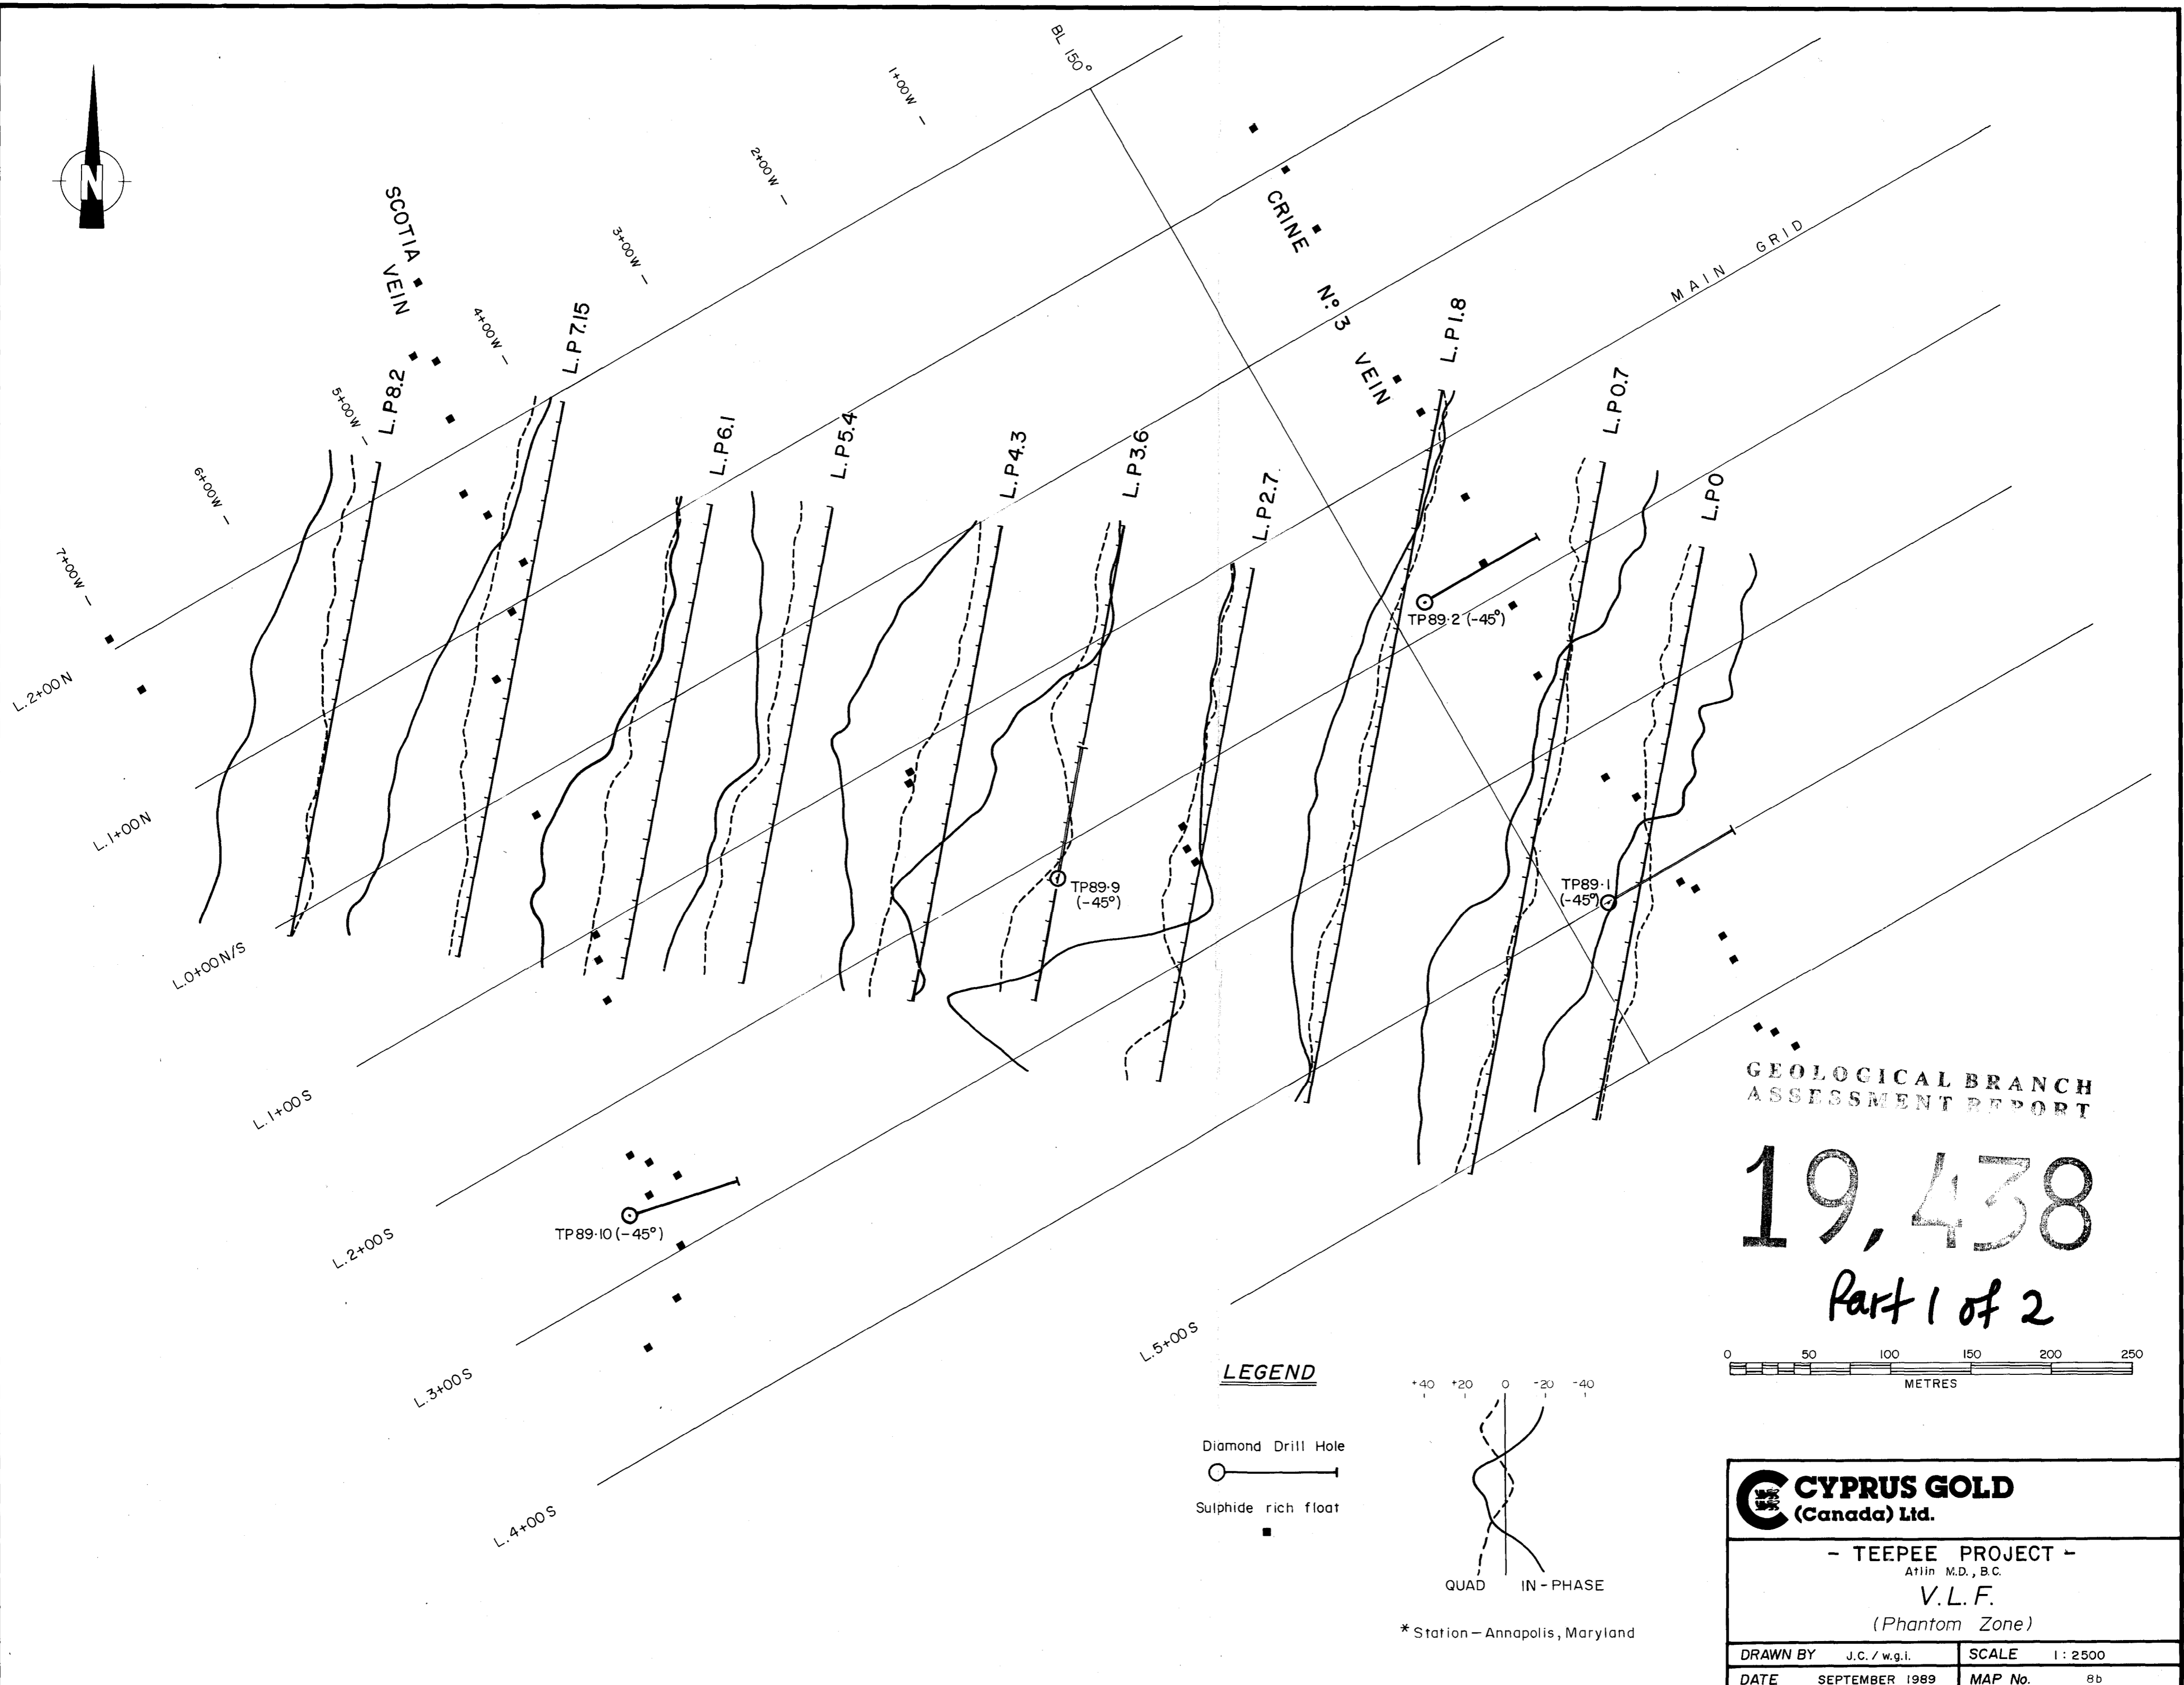 BL 150°
1+00W
2+00W
3+00W
4+00W
5+00W
6+00W
7+00W
N
SCOTIA VEIN
CRINE Nº 3 VEIN
MAIN GRID
L.P8.2
L.P7.15
L.P6.1
L.P5.4
L.P4.3
L.P3.6
L.P2.7
L.P1.8
L.P0.7
L.P0
TP89·2 (-45°)
TP89·9
(-45°)
TP89·1
(-45°)
TP89·10 (-45°)
L.2+00N
L.1+00N
L.0+00N/S
L.1+00S
L.2+00S
L.3+00S
L.4+00S
L.5+00S
GEOLOGICAL BRANCH
ASSESSMENT REPORT
19,438
Part 1 of 2
0 50 100 150 200 250
METRES
LEGEND
Diamond Drill Hole
Sulphide rich float
+40 +20 0 -20 -40
QUAD IN-PHASE
* Station – Annapolis, Maryland
CYPRUS GOLD
(Canada) Ltd.
- TEEPEE PROJECT -
Atlin M.D., B.C.
V.L.F.
(Phantom Zone)
DRAWN BY J.C. / w.g.i. SCALE 1:2500
DATE SEPTEMBER 1989 MAP No. 8b